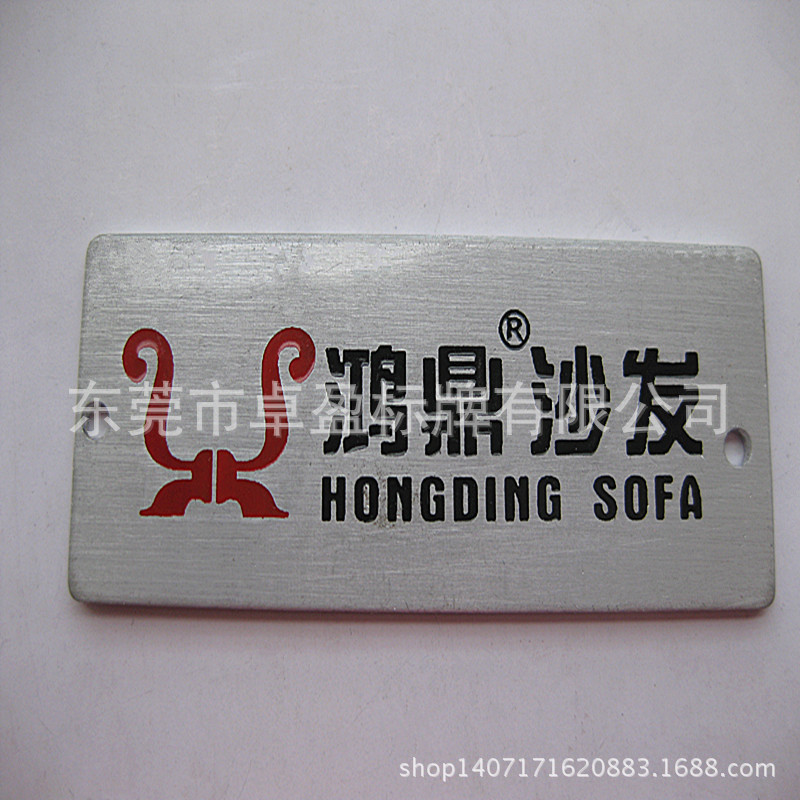 鸿鼎®沙发
东莞市卓盈标牌有限公司
HONGDING SOFA
shop1407171620883.1688.com